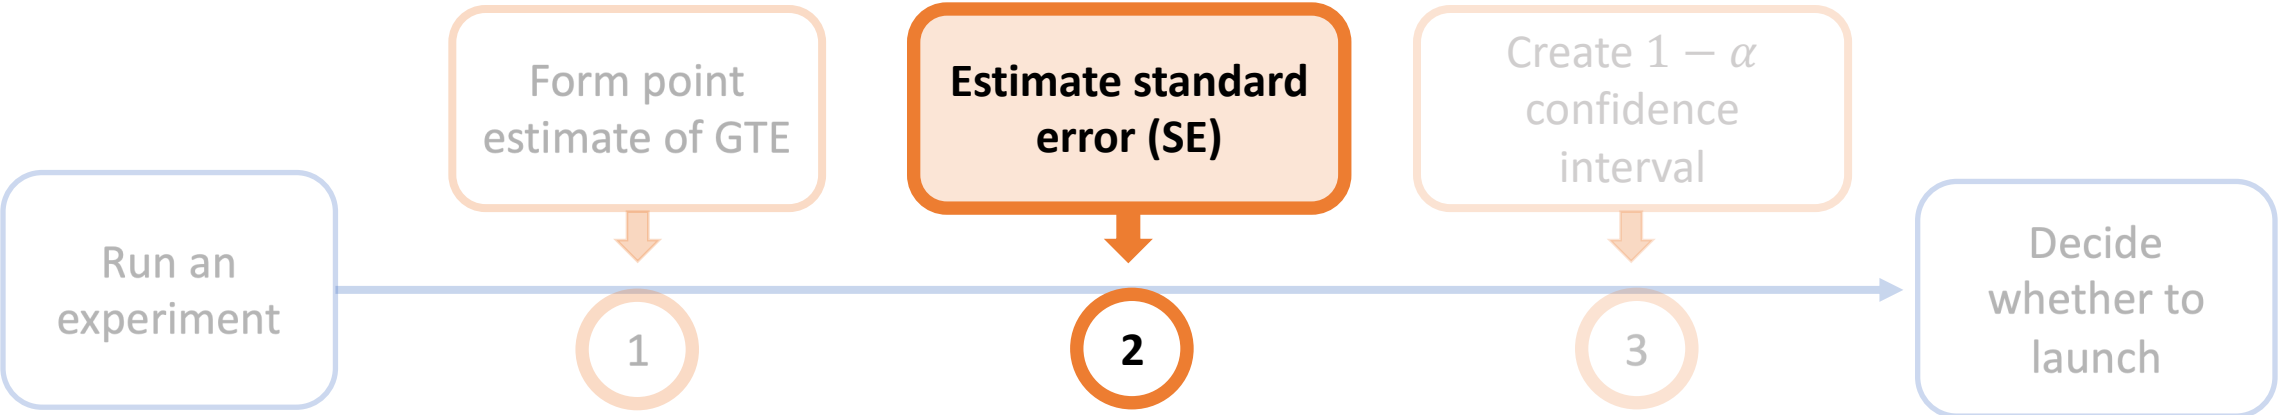 Run an
experiment
Form point
estimate of GTE
1
Estimate standard
error (SE)
2
Create 1 − α
confidence
interval
3
Decide
whether to
launch